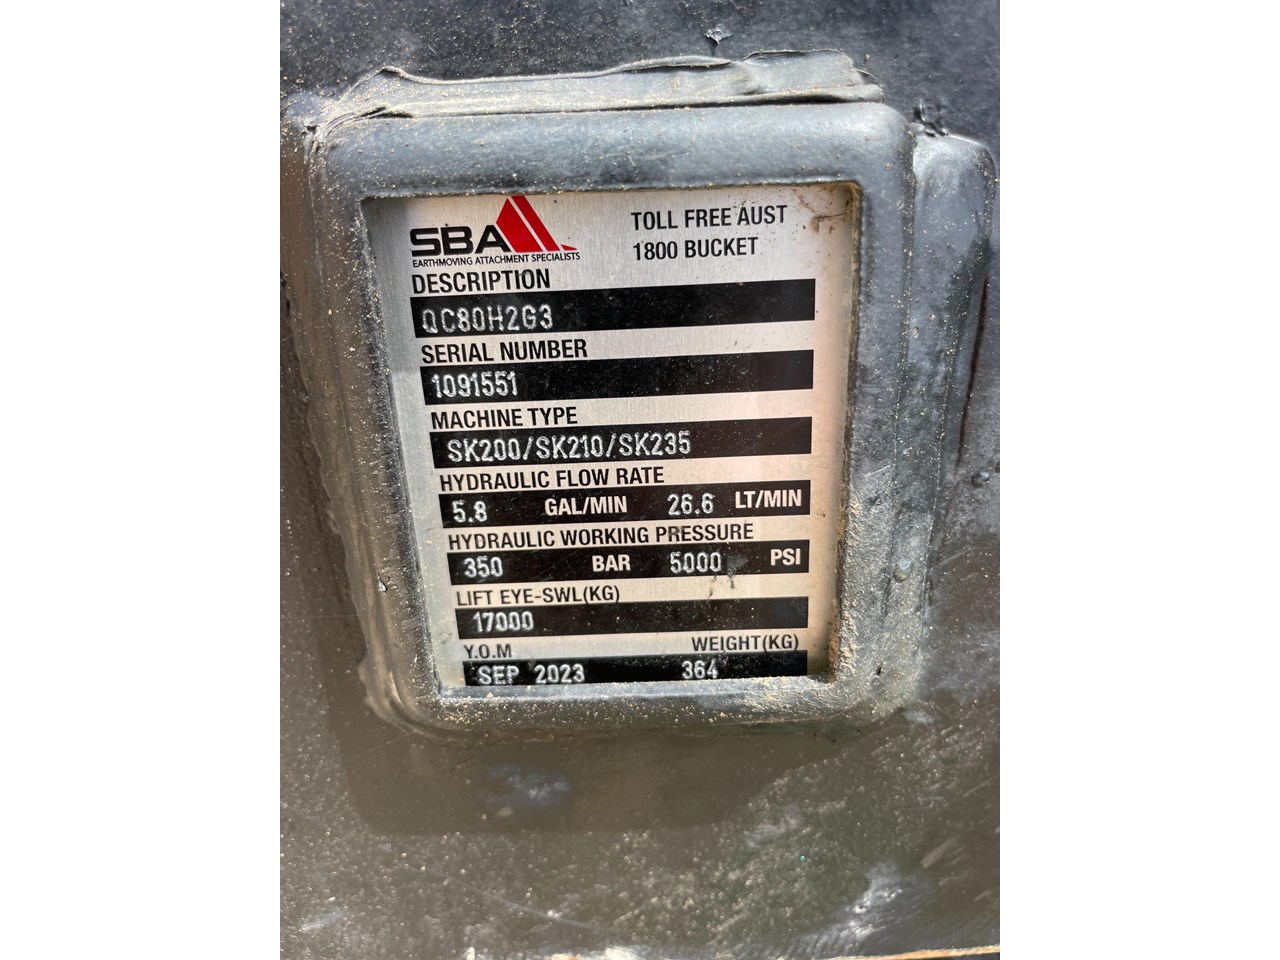 SBA
EARTHMOVING ATTACHMENT SPECIALISTS
TOLL FREE AUST
1800 BUCKET
DESCRIPTION
QC80H2G3
SERIAL NUMBER
1091551
MACHINE TYPE
SK200/SK210/SK235
HYDRAULIC FLOW RATE
5.8 GAL/MIN 26.6 LT/MIN
HYDRAULIC WORKING PRESSURE
350 BAR 5000 PSI
LIFT EYE-SWL(KG)
17000
Y.O.M WEIGHT(KG)
SEP 2023 364